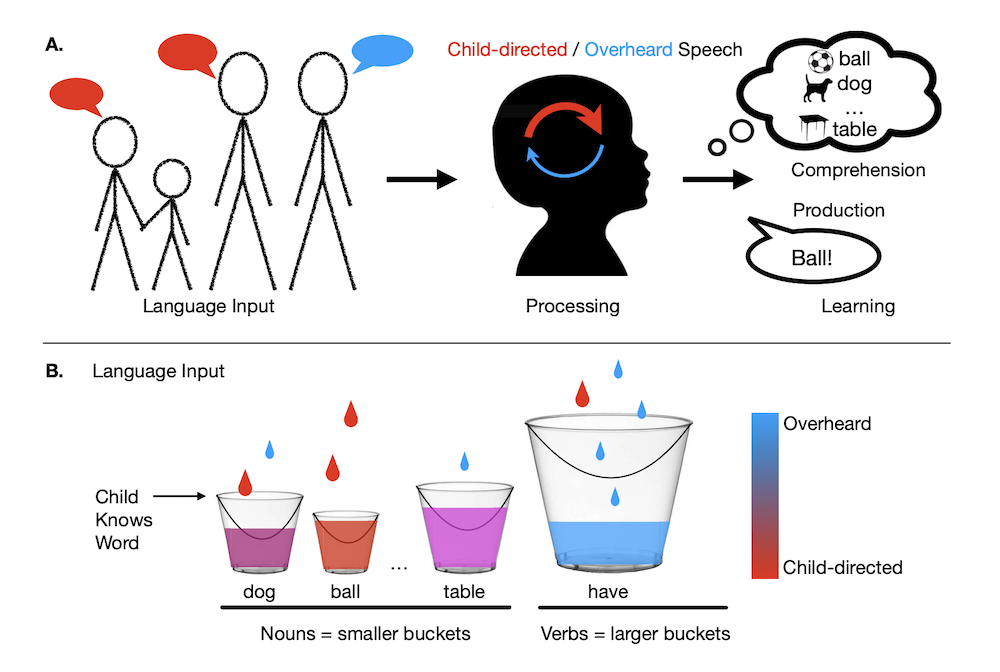 A.
Child-directed / Overheard Speech
ball
dog
...
table
Comprehension
Production
Ball!
Language Input
Processing
Learning
B.
Language Input
Overheard
Child
Knows
Word
...
Child-directed
dog
ball
table
have
Nouns = smaller buckets
Verbs = larger buckets